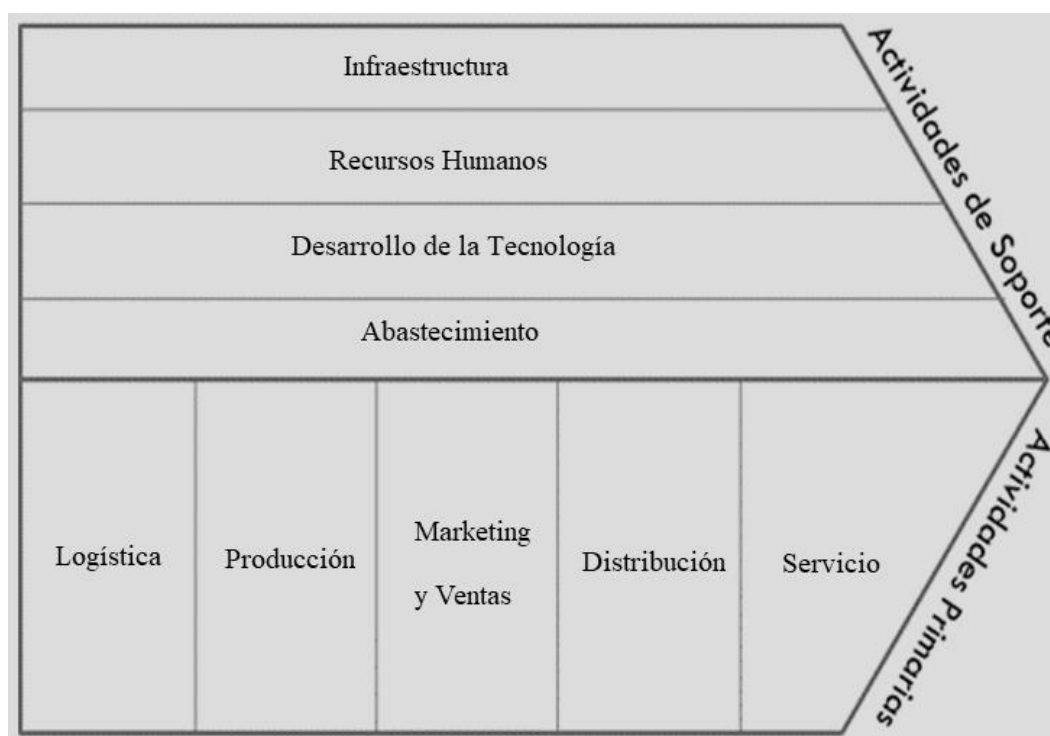 Infraestructura
Recursos Humanos
Desarrollo de la Tecnología
Abastecimiento
Actividades de Soporte
Logística
Producción
Marketing
y Ventas
Distribución
Servicio
Actividades Primarias